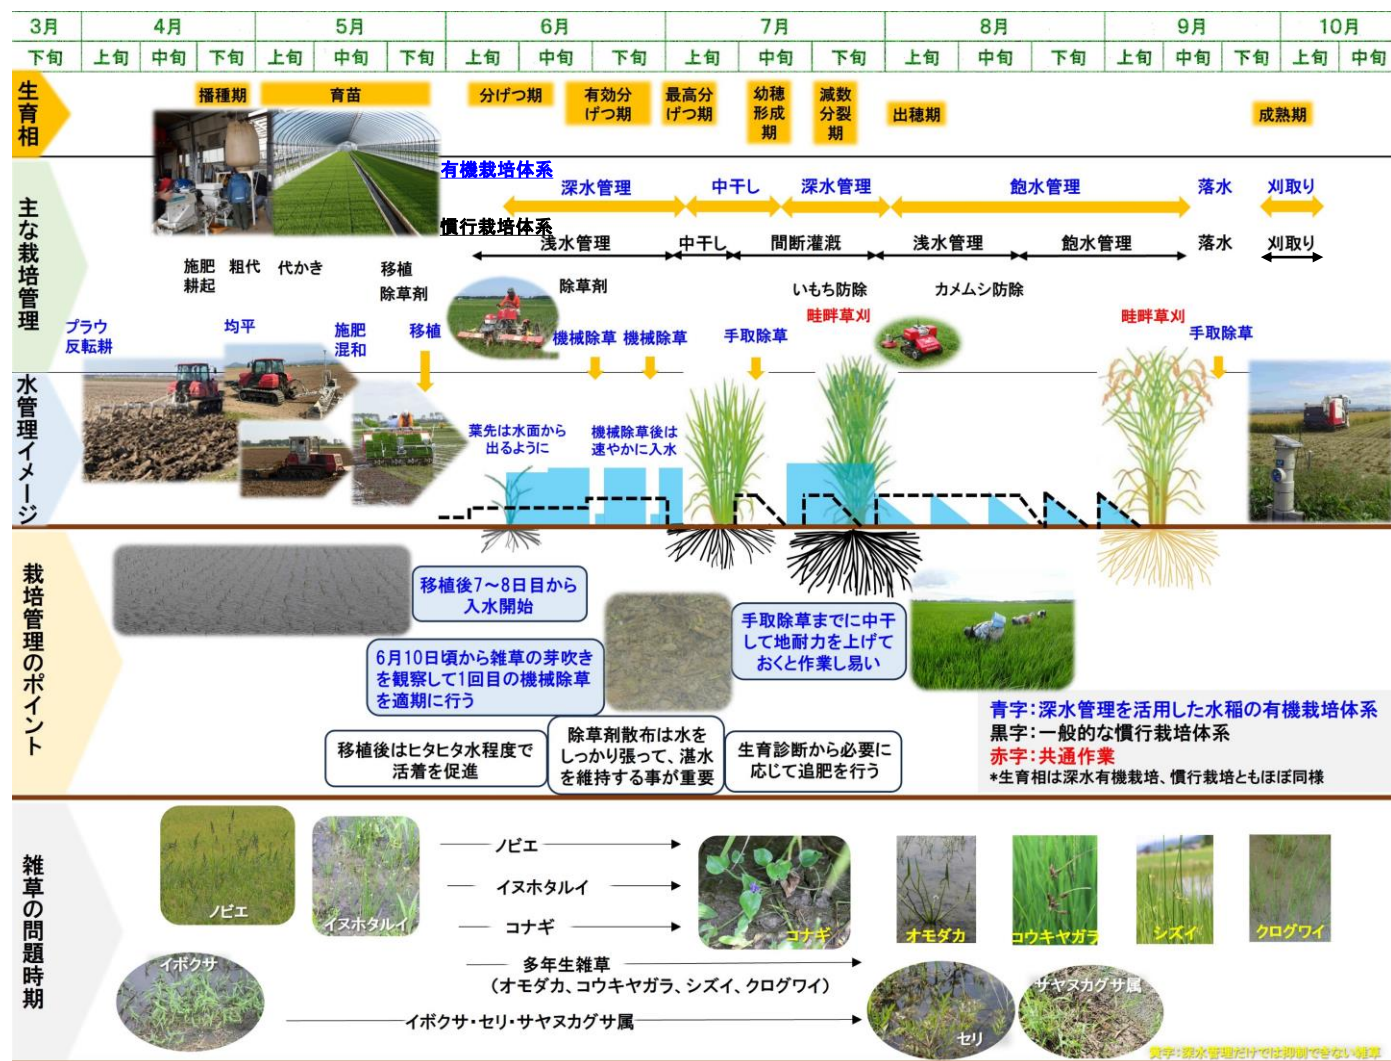 3月 4月 5月 6月 7月 8月 9月 10月
下旬 上旬 中旬 下旬 上旬 中旬 下旬 上旬 中旬 下旬 上旬 中旬 下旬 上旬 中旬 下旬 上旬 中旬 下旬 上旬 中旬
生育相
播種期
育苗
分げつ期
有効分
げつ期
最高分
げつ期
幼穂
形成
期
減数
分裂
期
出穂期
成熟期
主な栽培管理
有機栽培体系
深水管理 中干し 深水管理 飽水管理 落水 刈取り
慣行栽培体系
浅水管理 中干し 間断灌漑 浅水管理 飽水管理 落水 刈取り
施肥
耕起
粗代
代かき
移植
除草剤
除草剤
いもち防除
カメムシ防除
畦畔草刈
畦畔草刈
プラウ
反転耕
均平
施肥
混和
移植
機械除草
機械除草
手取除草
手取除草
水管理イメージ
葉先は水面から
出るように
機械除草後は
速やかに入水
栽培管理のポイント
移植後7～8日目から
入水開始
6月10日頃から雑草の芽吹き
を観察して1回目の機械除草
を適期に行う
手取除草までに中干
して地耐力を上げて
おくと作業し易い
移植後はヒタヒタ水程度で
活着を促進
除草剤散布は水を
しっかり張って、湛水
を維持する事が重要
生育診断から必要に
応じて追肥を行う
青字:深水管理を活用した水稲の有機栽培体系
黒字:一般的な慣行栽培体系
赤字:共通作業
*生育相は深水有機栽培、慣行栽培ともほぼ同様
雑草の問題時期
ノビエ
イヌホタルイ
ノビエ
イヌホタルイ
コナギ
コナギ
オモダカ
コウキヤガラ
シズイ
クログワイ
イボクサ
多年生雑草
(オモダカ、コウキヤガラ、シズイ、クログワイ)
イボクサ・セリ・サヤヌカグサ属
セリ
サヤヌカグサ属
黄字:深水管理だけでは抑制できない雑草